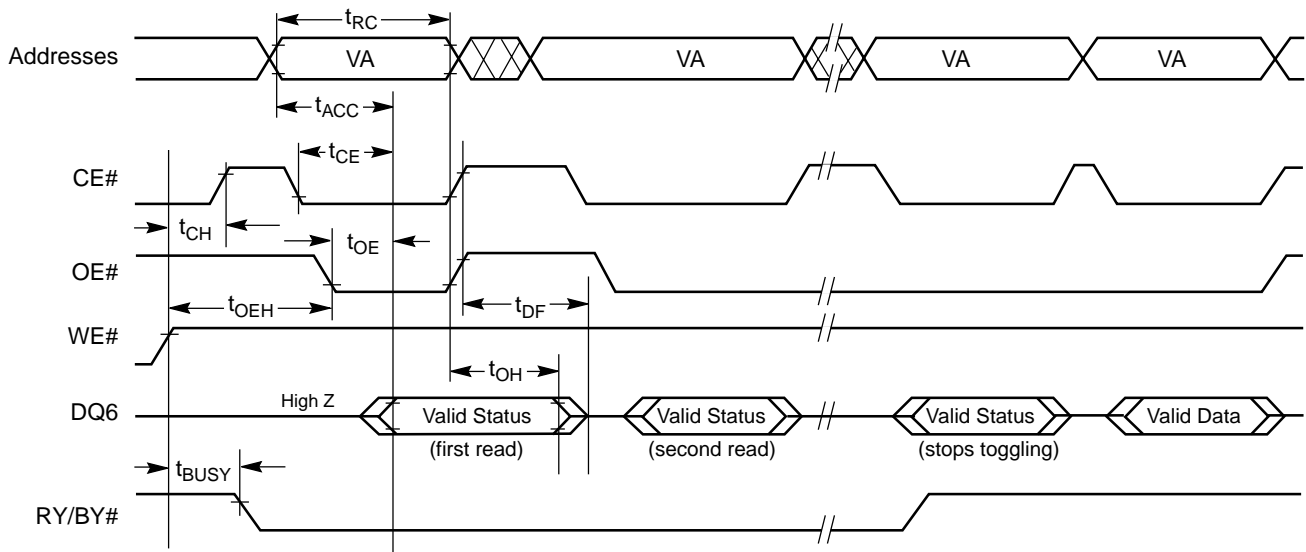 tRC
Addresses VA VA VA VA
tACC
tCE
CE#
tCH tOE
OE#
tOEH tDF
WE#
tOH
High Z
DQ6 Valid Status Valid Status Valid Status Valid Data
(first read) (second read) (stops toggling)
tBUSY
RY/BY#